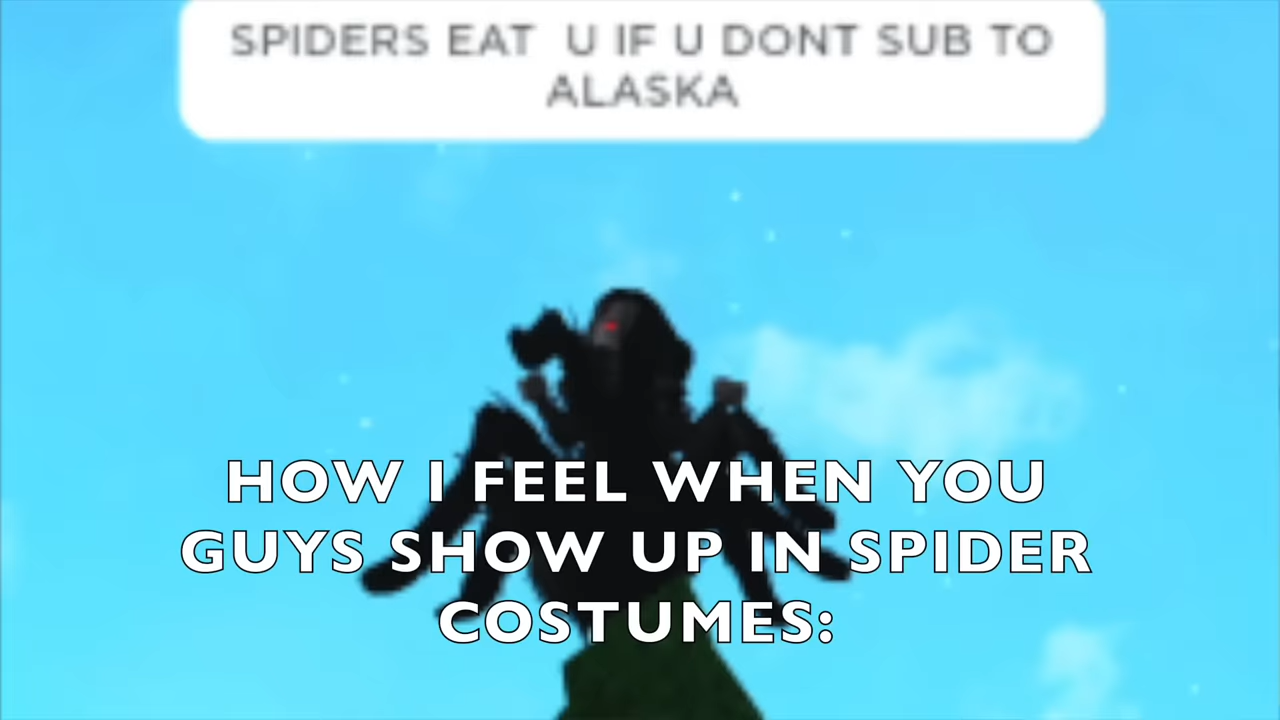 SPIDERS EAT  U IF U DONT SUB TO
ALASKA
HOW I FEEL WHEN YOU
GUYS SHOW UP IN SPIDER
COSTUMES: